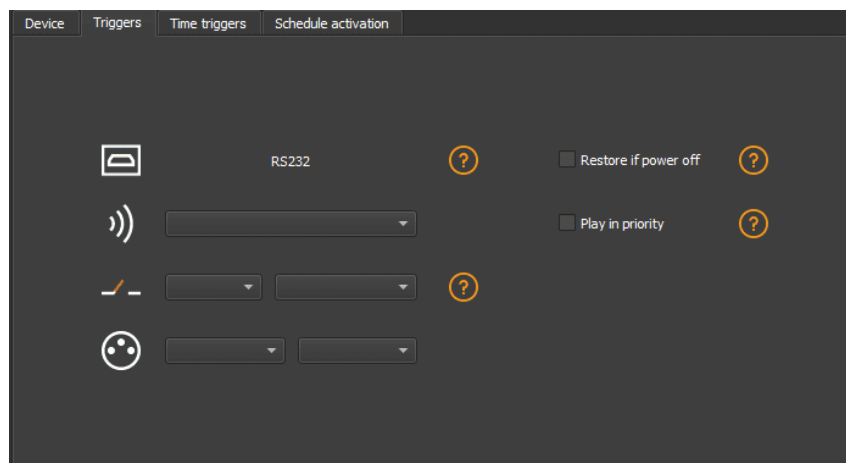 Device Triggers Time triggers Schedule activation
RS232 ? Restore if power off ?
Play in priority ?
?